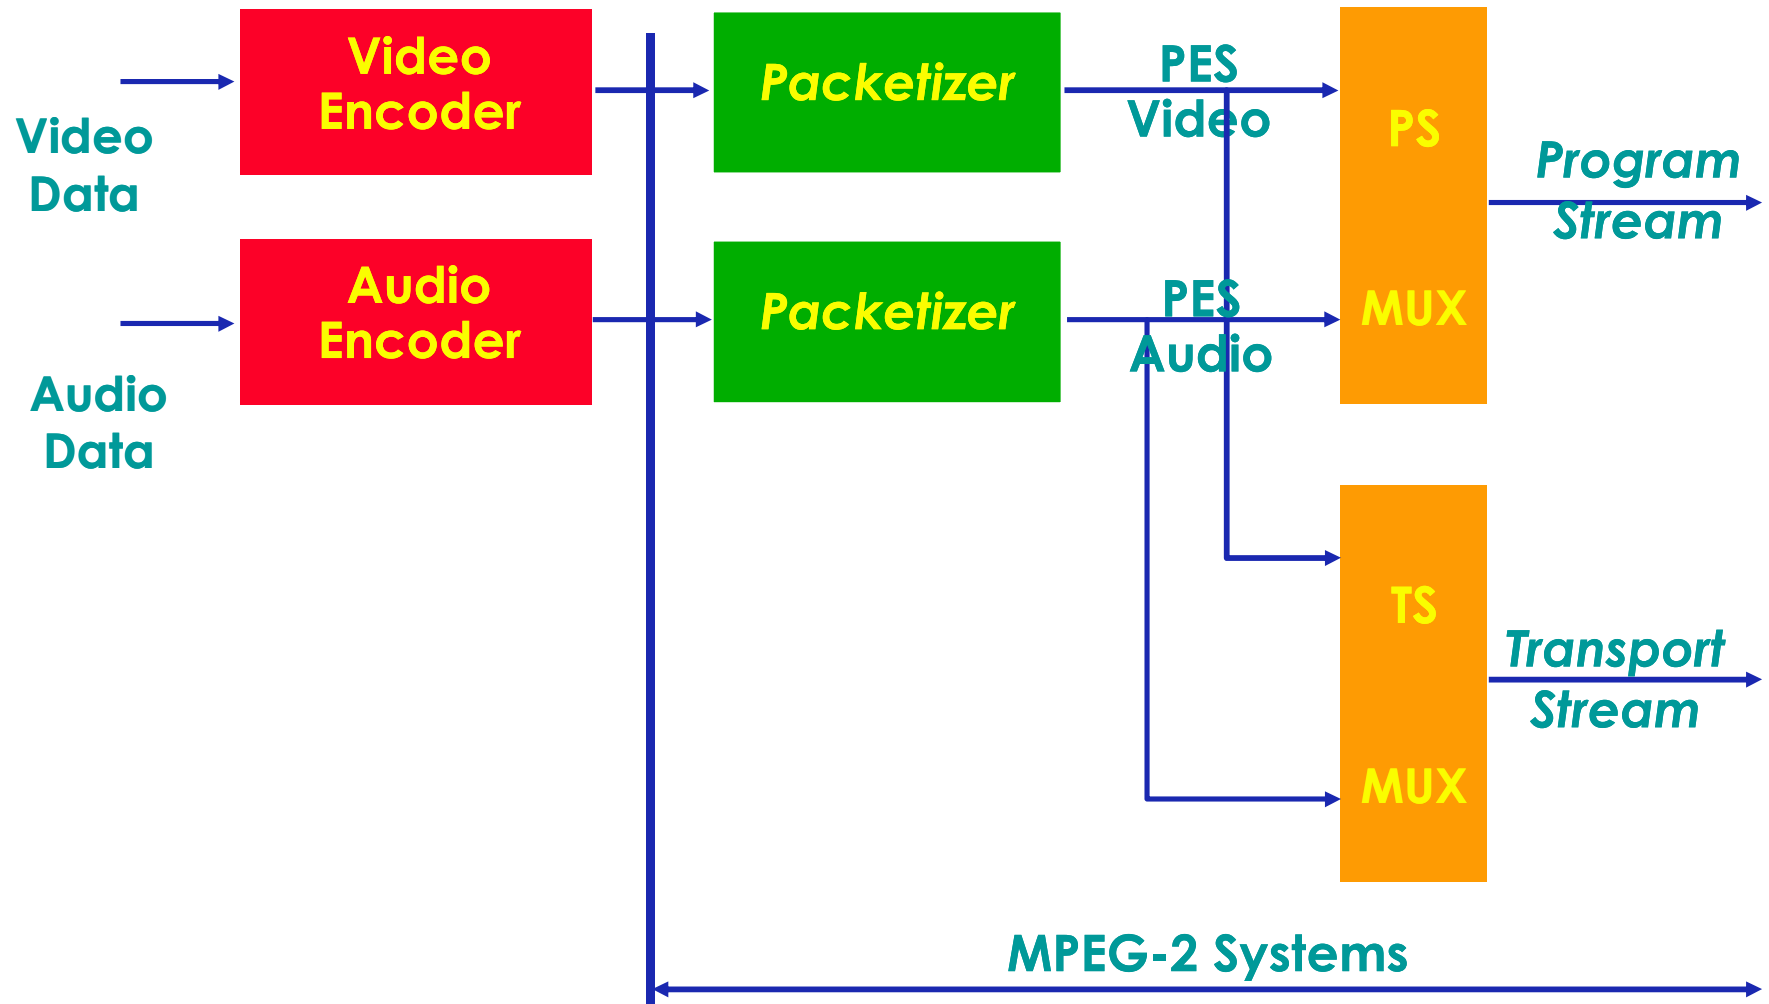 Video
Data
Video
Encoder
Packetizer
PES
Video
PS
MUX
Program
Stream
Audio
Data
Audio
Encoder
Packetizer
PES
Audio
TS
MUX
Transport
Stream
MPEG-2 Systems